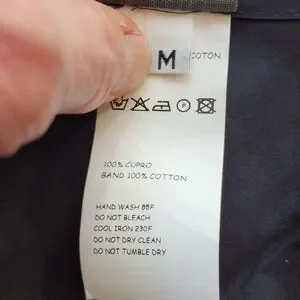 M
COTON
100% CUPRO
BAND 100% COTTON
HAND WASH 85F
DO NOT BLEACH
COOL IRON 230F
DO NOT DRY CLEAN
DO NOT TUMBLE DRY